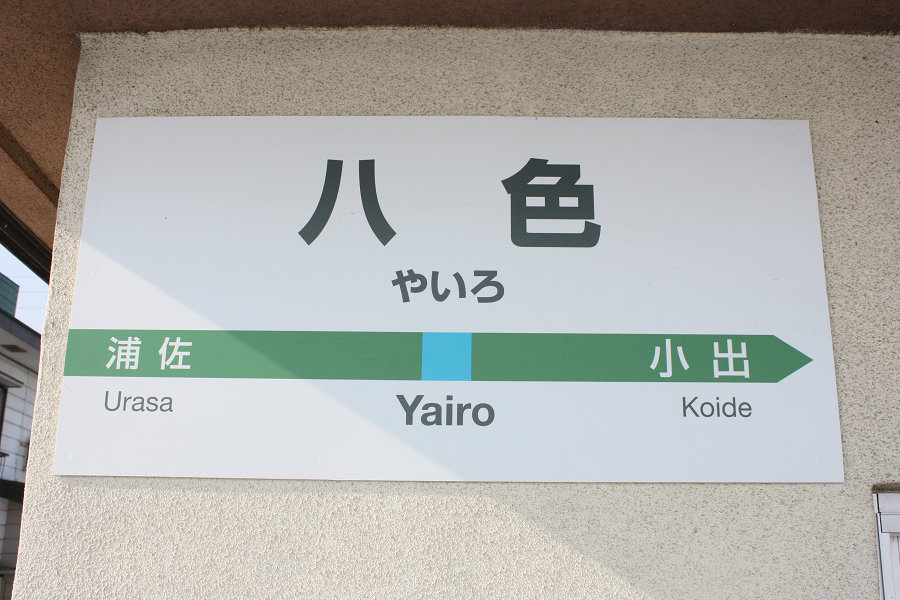 八色
やいろ
浦佐 小出
Urasa Yairo Koide